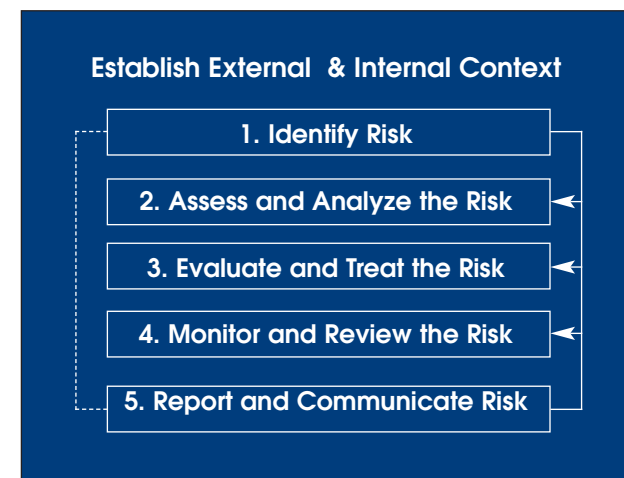 Establish External & Internal Context
1. Identify Risk
2. Assess and Analyze the Risk
3. Evaluate and Treat the Risk
4. Monitor and Review the Risk
5. Report and Communicate Risk